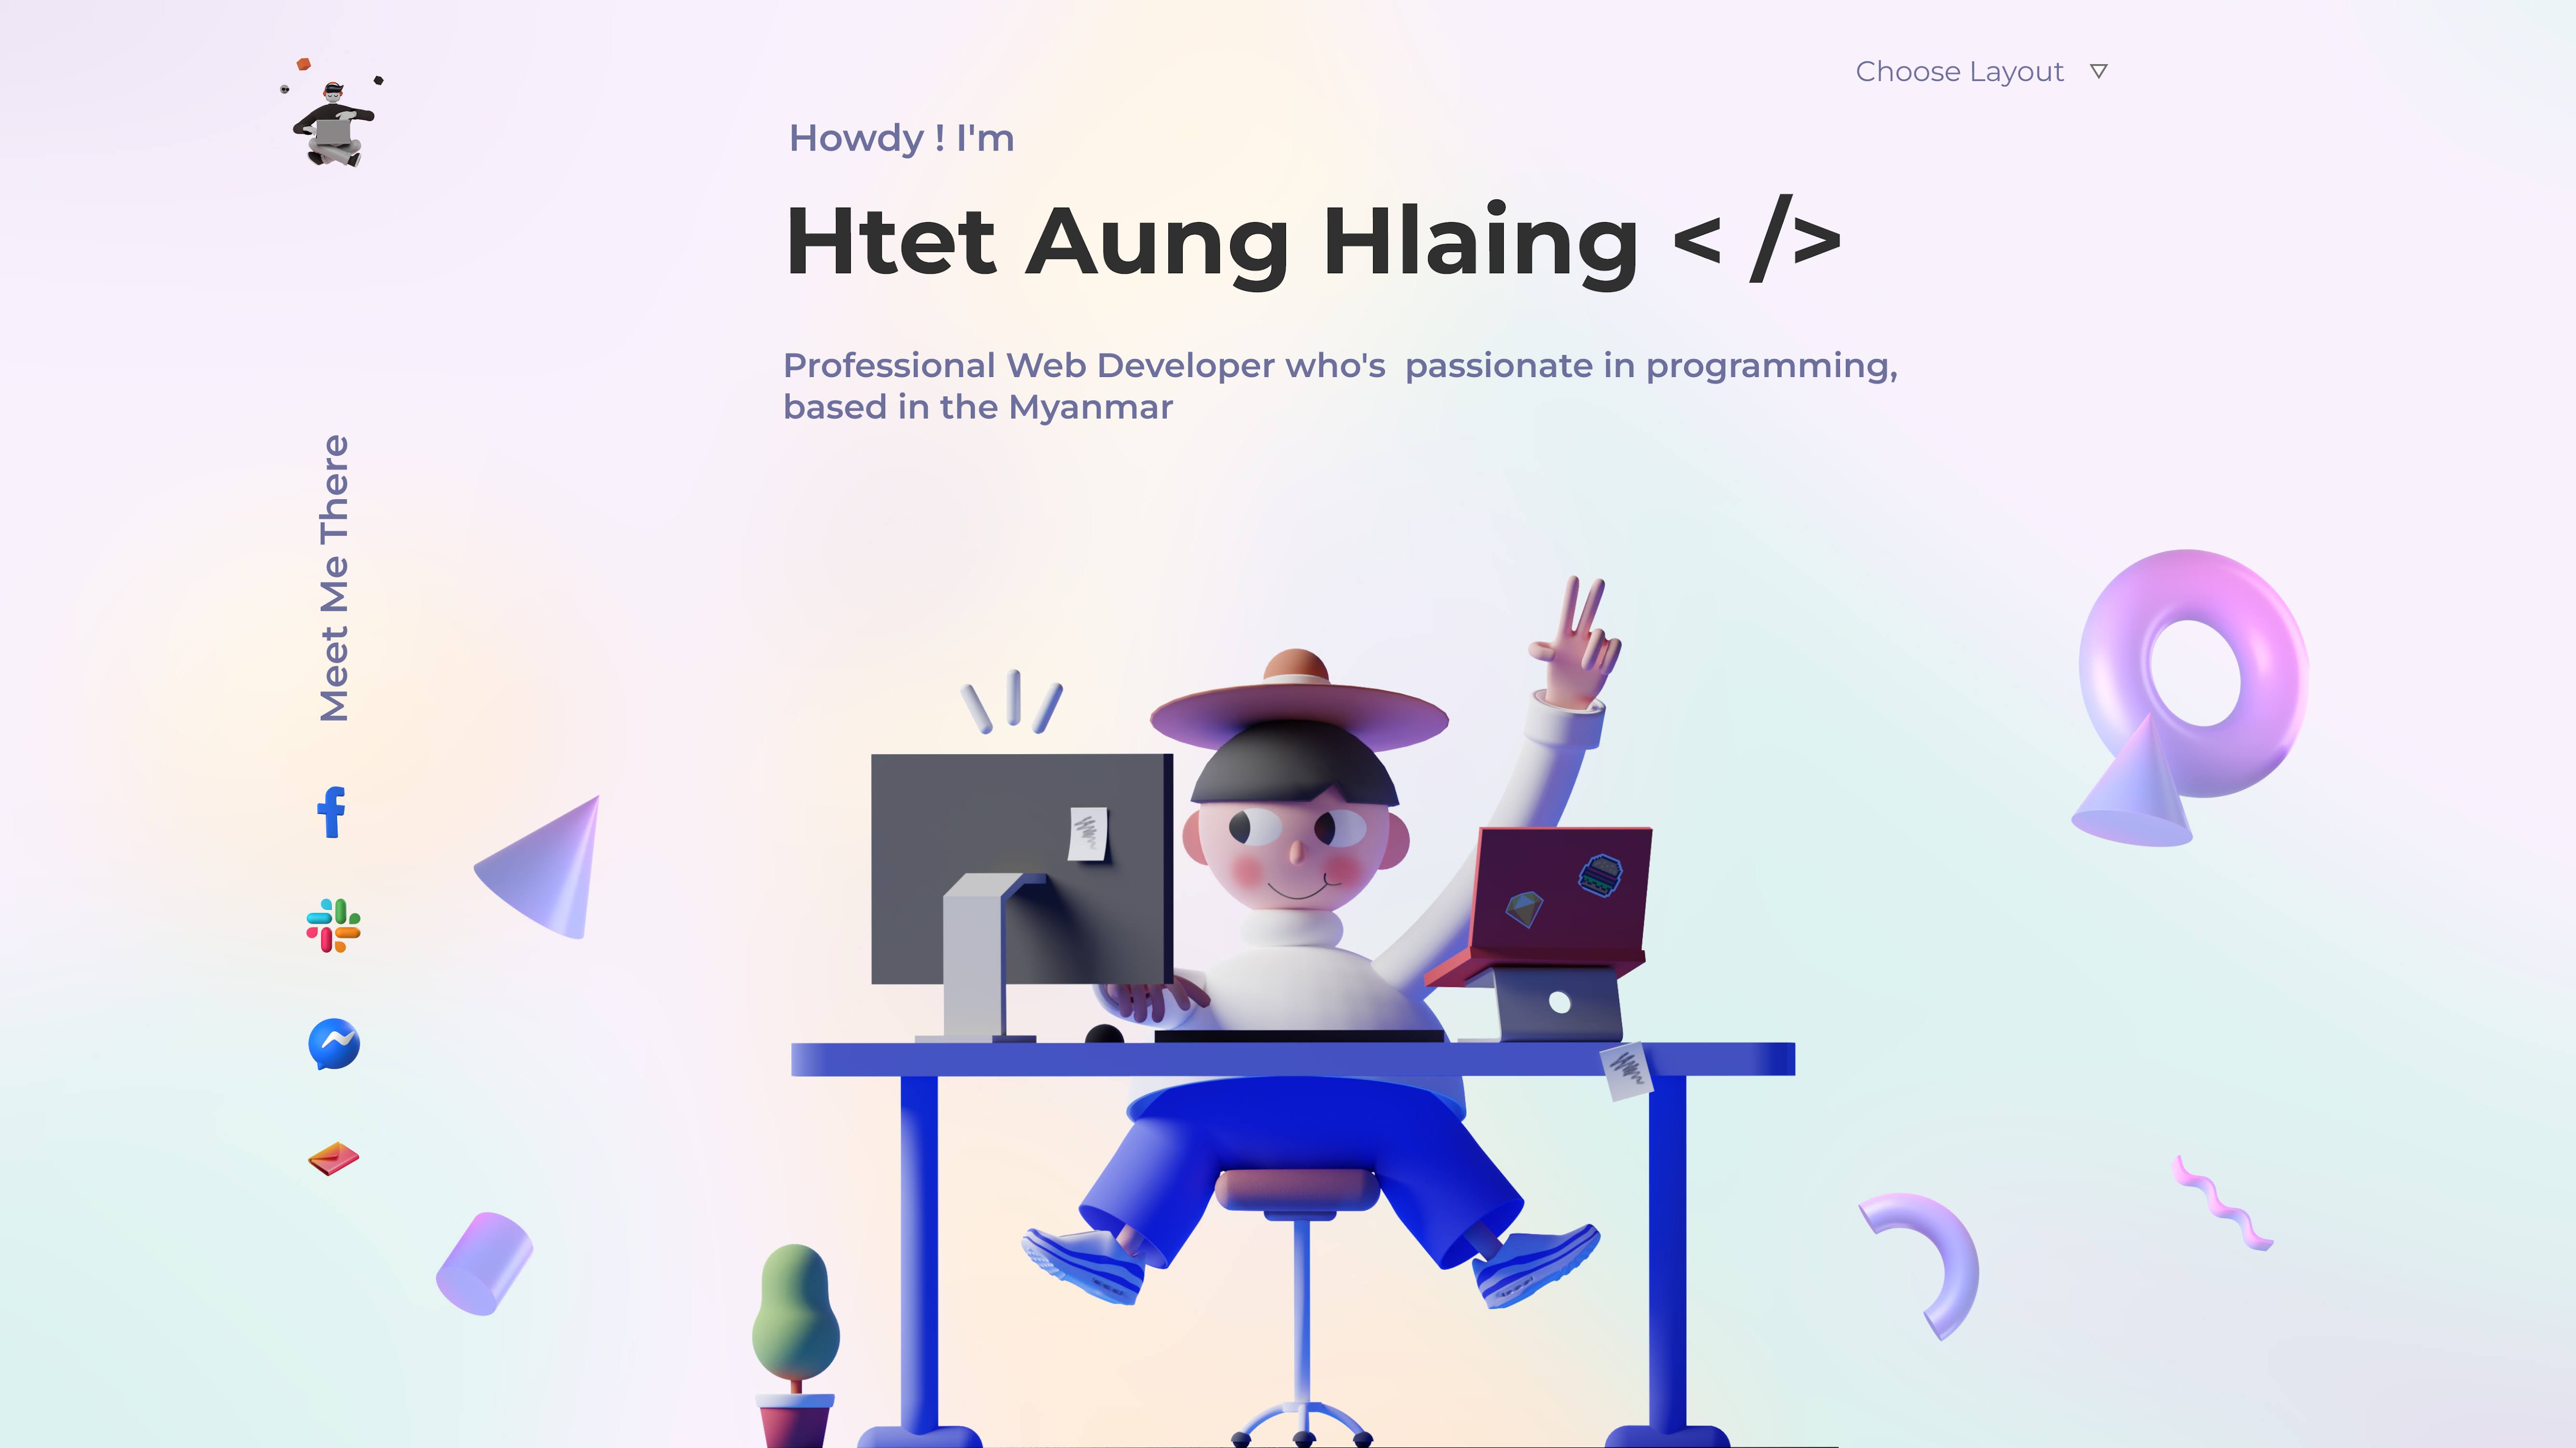 Choose Layout
Howdy ! I'm
Htet Aung Hlaing < />
Professional Web Developer who's  passionate in programming,
based in the Myanmar
Meet Me There